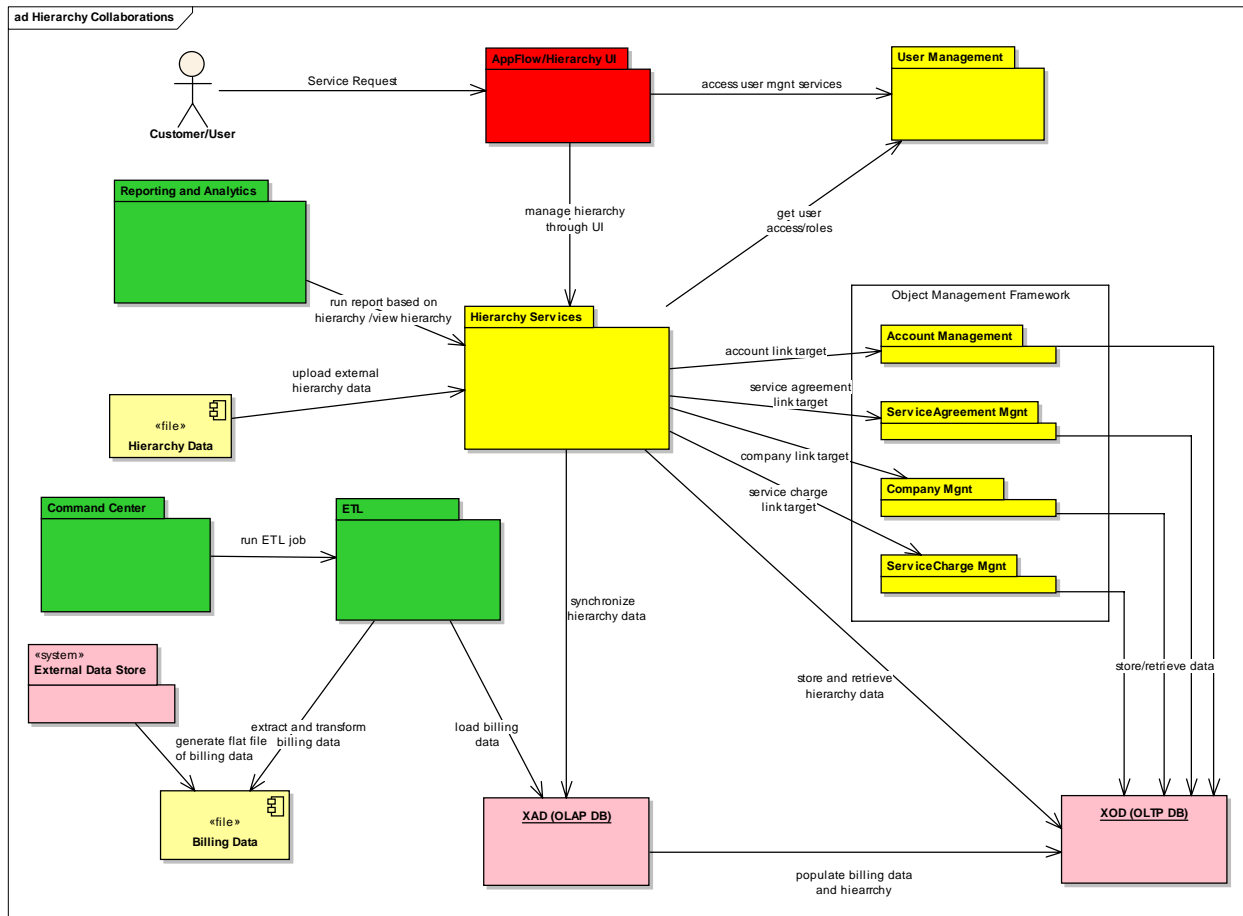 ad Hierarchy Collaborations
AppFlow/Hierarchy UI
User Management
Service Request
access user mgnt services
Customer/User
Reporting and Analytics
manage hierarchy
through UI
get user
access/roles
run report based on
hierarchy /view hierarchy
Hierarchy Services
Object Management Framework
Account Management
account link target
upload external
hierarchy data
service agreement
link target
ServiceAgreement Mgnt
«file»
Hierarchy Data
company link target
Company Mgnt
service charge
link target
Command Center
ETL
run ETL job
ServiceCharge Mgnt
synchronize
hierarchy data
«system»
External Data Store
store/retrieve data
store and retrieve
hierarchy data
extract and transform
billing data
load billing
data
generate flat file
of billing data
«file»
Billing Data
XAD (OLAP DB)
XOD (OLTP DB)
populate billing data
and hiearrchy